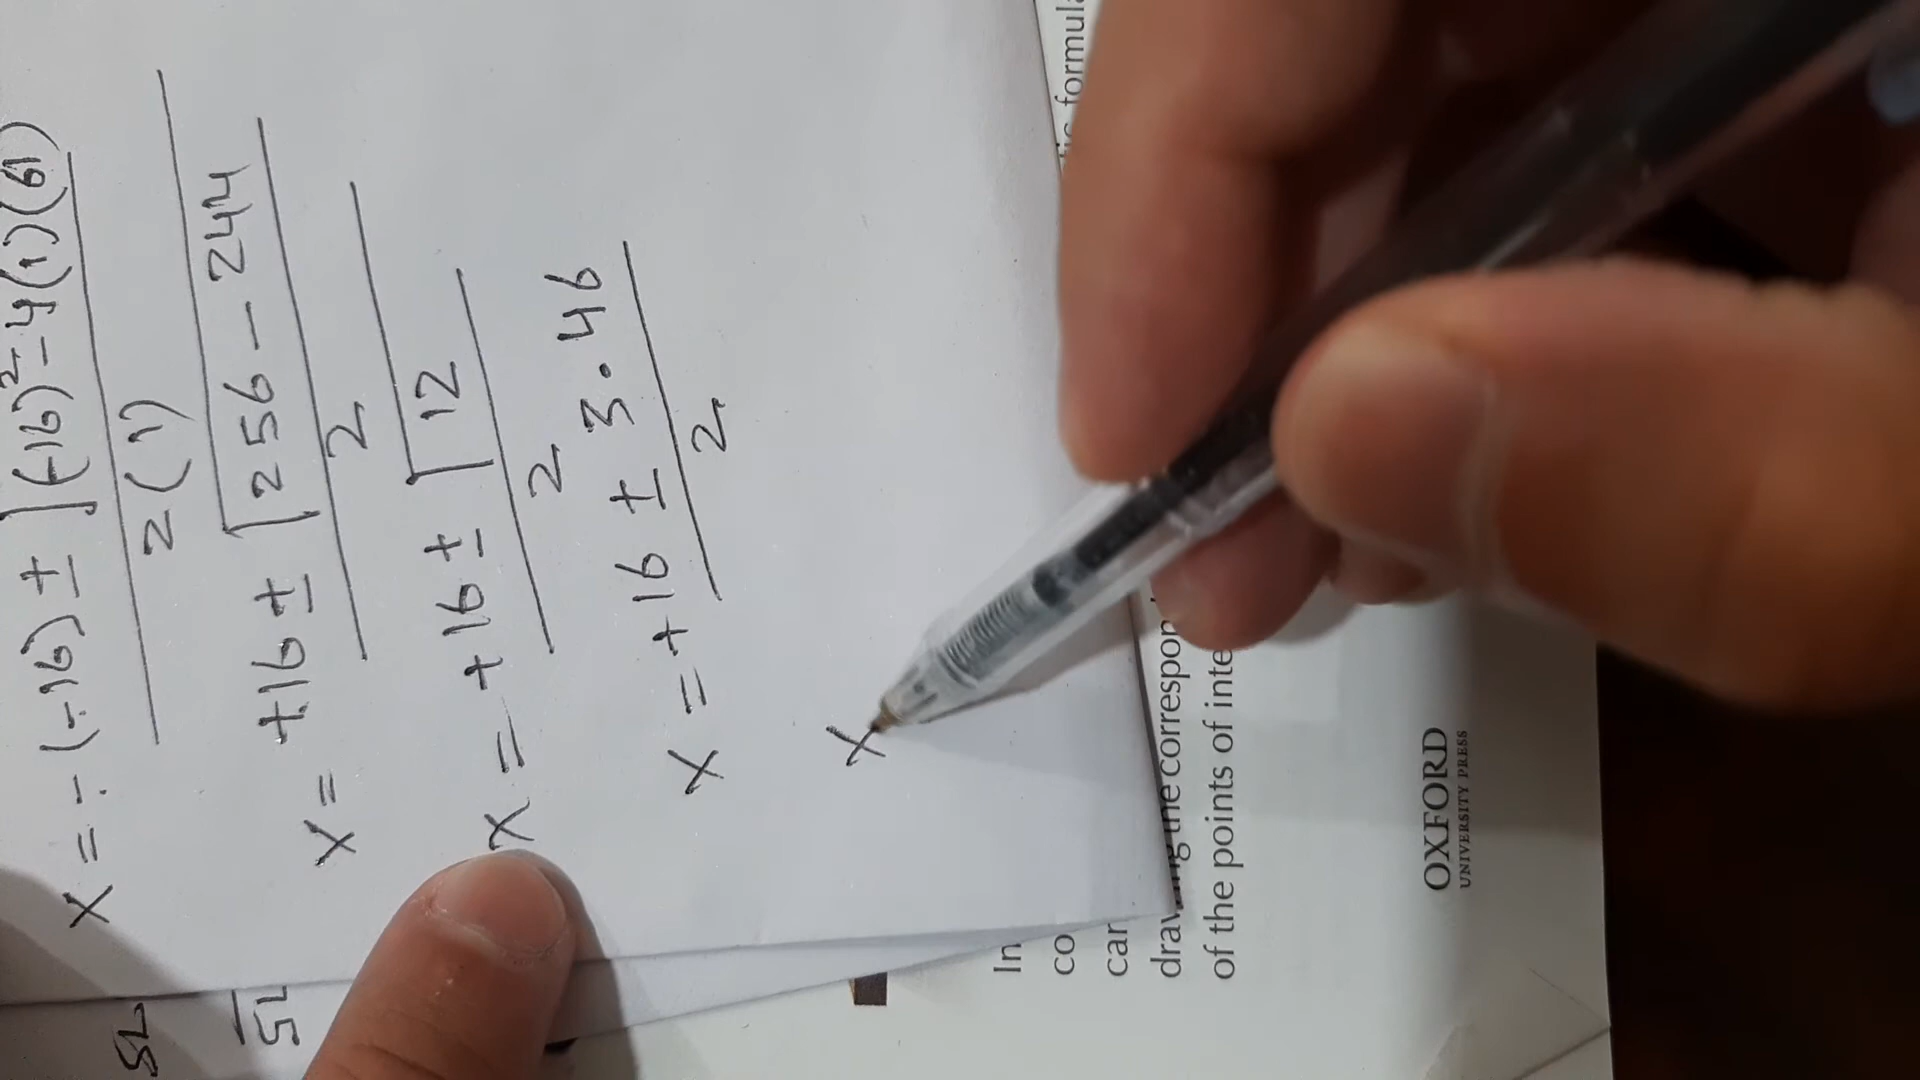 x = -(-16) ± √(-16)² - 4(1)(61)
2(1)
x = +16 ± √256 - 244
2
x = +16 ± √12
2
x = +16 ± 3.46
2
x
In
co
car
the correspon
of the points of inte
formula
OXFORD
UNIVERSITY PRESS